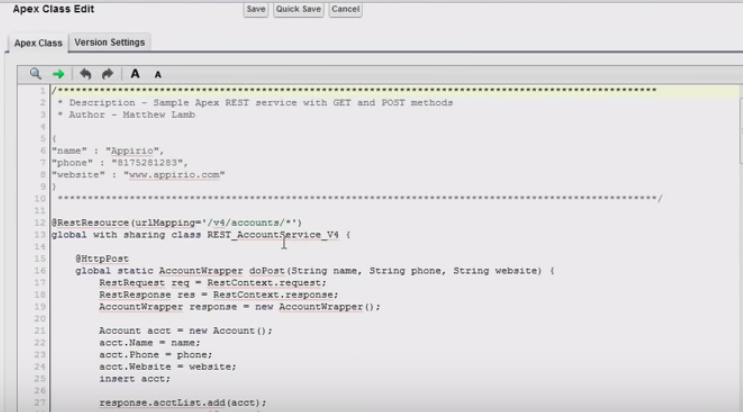 Apex Class Edit
Save Quick Save Cancel
Apex Class Version Settings
A A
1 /******************************************************************************************
2 * Description - Sample Apex REST service with GET and POST methods
3 * Author - Matthew Lamb
4
5 {
6 "name" : "Appirio",
7 "phone" : "8175281283",
8 "website" : "www.appirio.com"
9 }
10 ******************************************************************************************/
11
12 @RestResource(urlMapping='/v4/accounts/*')
13 global with sharing class REST_AccountService_V4 {
14
15 @HttpPost
16 global static AccountWrapper doPost(String name, String phone, String website) {
17 RestRequest req = RestContext.request;
18 RestResponse res = RestContext.response;
19 AccountWrapper response = new AccountWrapper();
20
21 Account acct = new Account();
22 acct.Name = name;
23 acct.Phone = phone;
24 acct.Website = website;
25 insert acct;
26
27 response.acctList.add(acct);